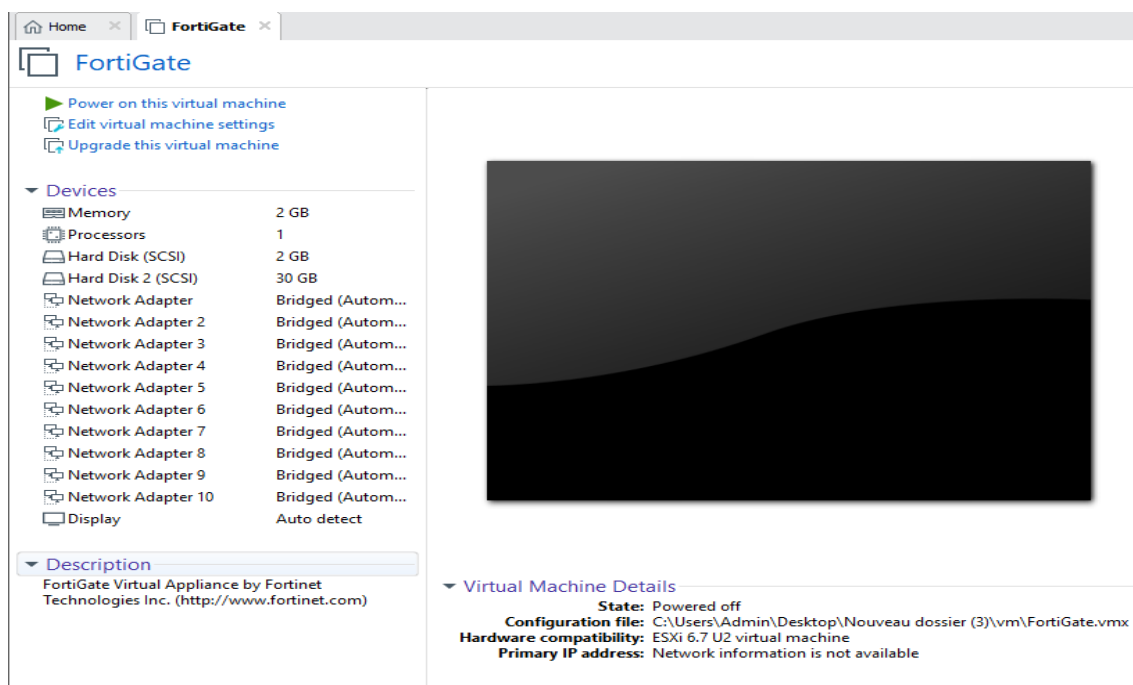 Home × FortiGate ×
FortiGate
Power on this virtual machine
Edit virtual machine settings
Upgrade this virtual machine
Devices
Memory 2 GB
Processors 1
Hard Disk (SCSI) 2 GB
Hard Disk 2 (SCSI) 30 GB
Network Adapter Bridged (Autom...
Network Adapter 2 Bridged (Autom...
Network Adapter 3 Bridged (Autom...
Network Adapter 4 Bridged (Autom...
Network Adapter 5 Bridged (Autom...
Network Adapter 6 Bridged (Autom...
Network Adapter 7 Bridged (Autom...
Network Adapter 8 Bridged (Autom...
Network Adapter 9 Bridged (Autom...
Network Adapter 10 Bridged (Autom...
Display Auto detect
Description
FortiGate Virtual Appliance by Fortinet
Technologies Inc. (http://www.fortinet.com)
Virtual Machine Details
State: Powered off
Configuration file: C:\Users\Admin\Desktop\Nouveau dossier (3)\vm\FortiGate.vmx
Hardware compatibility: ESXi 6.7 U2 virtual machine
Primary IP address: Network information is not available